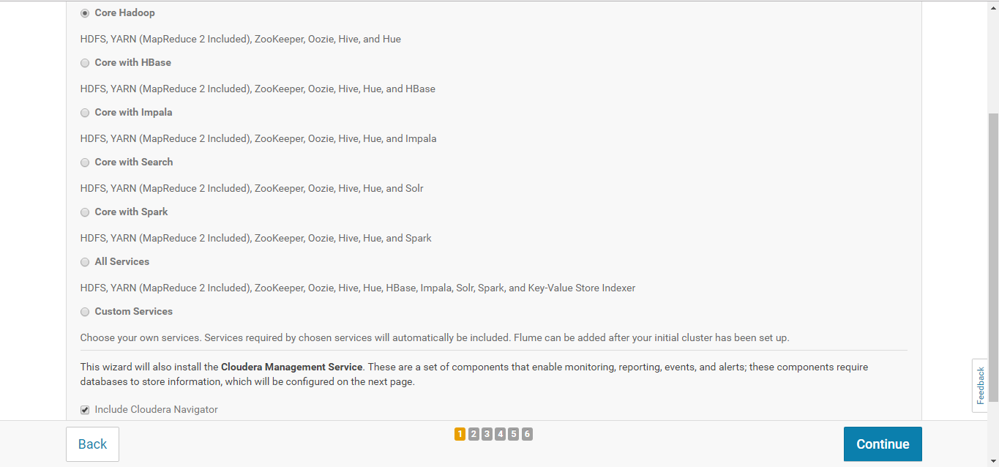 Core Hadoop
HDFS, YARN (MapReduce 2 Included), ZooKeeper, Oozie, Hive, and Hue
Core with HBase
HDFS, YARN (MapReduce 2 Included), ZooKeeper, Oozie, Hive, Hue, and HBase
Core with Impala
HDFS, YARN (MapReduce 2 Included), ZooKeeper, Oozie, Hive, Hue, and Impala
Core with Search
HDFS, YARN (MapReduce 2 Included), ZooKeeper, Oozie, Hive, Hue, and Solr
Core with Spark
HDFS, YARN (MapReduce 2 Included), ZooKeeper, Oozie, Hive, Hue, and Spark
All Services
HDFS, YARN (MapReduce 2 Included), ZooKeeper, Oozie, Hive, Hue, HBase, Impala, Solr, Spark, and Key-Value Store Indexer
Custom Services
Choose your own services. Services required by chosen services will automatically be included. Flume can be added after your initial cluster has been set up.
This wizard will also install the Cloudera Management Service. These are a set of components that enable monitoring, reporting, events, and alerts; these components require
databases to store information, which will be configured on the next page.
Include Cloudera Navigator
Feedback
Back
1 2 3 4 5 6
Continue